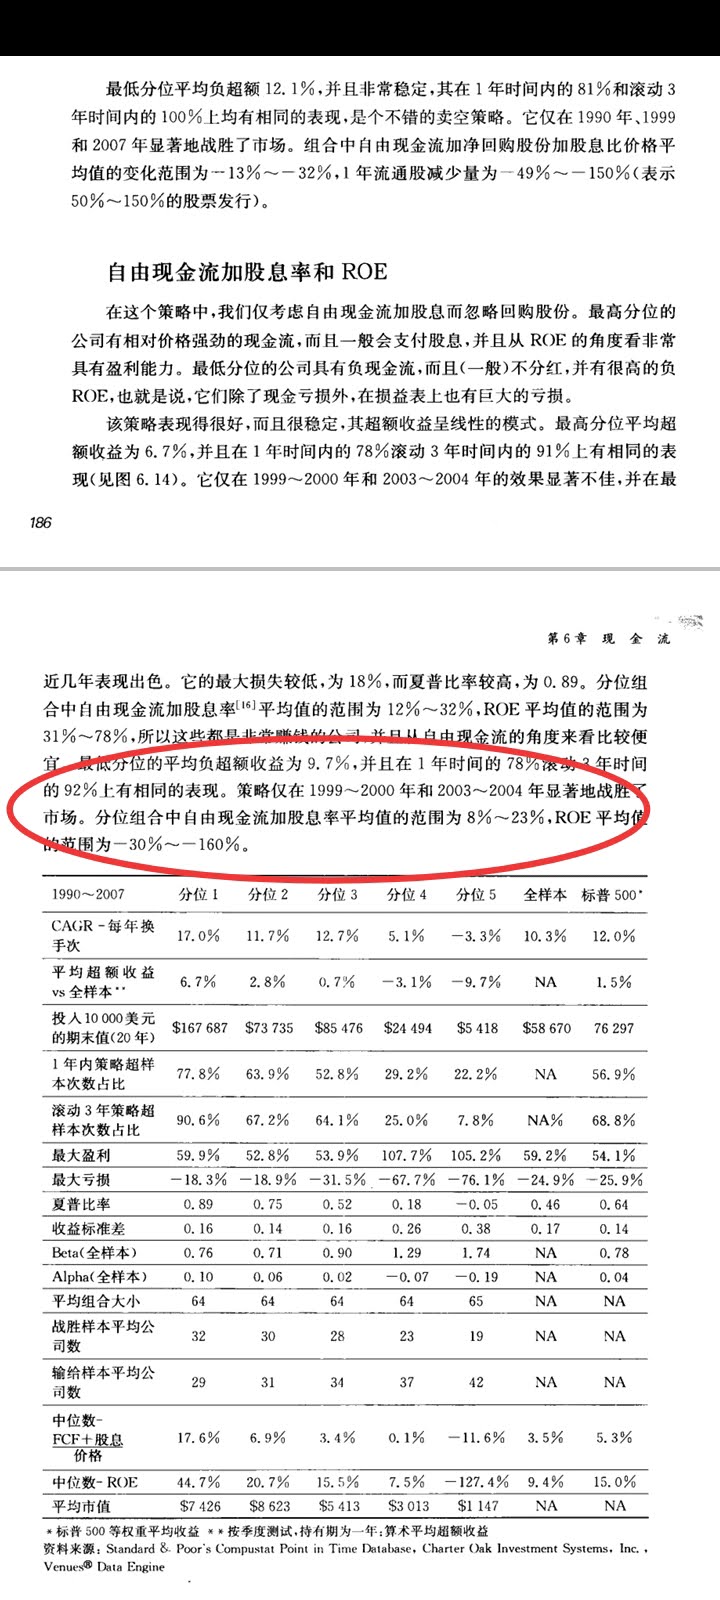 最低分位平均负超额 12.1%,并且非常稳定,其在 1 年时间内的 81%和滚动 3
年时间内的 100%上均有相同的表现,是个不错的卖空策略。它仅在 1990 年、1999
和 2007 年显著地战胜了市场。组合中自由现金流加净回购股份加股息比价格平
均值的变化范围为-13%~-32%,1 年流通股减少量为-49%~-150%(表示
50%~150%的股票发行)。
自由现金流加股息率和 ROE
在这个策略中,我们仅考虑自由现金流加股息而忽略回购股份。最高分位的
公司有相对价格强劲的现金流,而且一般会支付股息,并且从 ROE 的角度看非常
具有盈利能力。最低分位的公司具有负现金流,而且(一般)不分红,并有很高的负
ROE,也就是说,它们除了现金亏损外,在损益表上也有巨大的亏损。
该策略表现得很好,而且很稳定,其超额收益呈线性的模式。最高分位平均超
额收益为 6.7%,并且在 1 年时间内的 78%滚动 3 年时间内的 91%上有相同的表
现(见图 6.14)。它仅在 1999~2000 年和 2003~2004 年的效果显著不佳,并在最
186
第 6 章 现 金 流
近几年表现出色。它的最大损失较低,为 18%,而夏普比率较高,为 0.89。分位组
合中自由现金流加股息率[16]平均值的范围为 12%~32%,ROE 平均值的范围为
31%~78%,所以这些都是非常赚钱的公司,并且从自由现金流的角度来看比较便
宜。最低分位的平均负超额收益为 9.7%,并且在 1 年时间的 78%滚动 3 年时间
的 92%上有相同的表现。策略仅在 1999~2000 年和 2003~2004 年显著地战胜了
市场。分位组合中自由现金流加股息率平均值的范围为 8%~23%,ROE 平均值
的范围为-30%~-160%。
1990~2007 分位 1 分位 2 分位 3 分位 4 分位 5 全样本 标普 500*
CAGR-每年换
手次 17.0% 11.7% 12.7% 5.1% -3.3% 10.3% 12.0%
平均超额收益
vs 全样本** 6.7% 2.8% 0.7% -3.1% -9.7% NA 1.5%
投入 10 000 美元
的期末值(20 年) $167 687 $73 735 $85 476 $24 494 $5 418 $58 670 76 297
1 年内策略超样
本次数占比 77.8% 63.9% 52.8% 29.2% 22.2% NA 56.9%
滚动 3 年策略超
样本次数占比 90.6% 67.2% 64.1% 25.0% 7.8% NA% 68.8%
最大盈利 59.9% 52.8% 53.9% 107.7% 105.2% 59.2% 54.1%
最大亏损 -18.3% -18.9% -31.5% -67.7% -76.1% -24.9% -25.9%
夏普比率 0.89 0.75 0.52 0.18 -0.05 0.46 0.64
收益标准差 0.16 0.14 0.16 0.26 0.38 0.17 0.14
Beta(全样本) 0.76 0.71 0.90 1.29 1.74 NA 0.78
Alpha(全样本) 0.10 0.06 0.02 -0.07 -0.19 NA 0.04
平均组合大小 64 64 64 64 65 NA NA
战胜样本平均公
司数 32 30 28 23 19 NA NA
输给样本平均公
司数 29 31 34 37 42 NA NA
中位数-
FCF+股息 17.6% 6.9% 3.4% 0.1% -11.6% 3.5% 5.3%
价格
中位数- ROE 44.7% 20.7% 15.5% 7.5% -127.4% 9.4% 15.0%
平均市值 $7 426 $8 623 $5 413 $3 013 $1 147 NA NA
*标普 500 等权重平均收益 **按季度测试,持有期为一年;算术平均超额收益
资料来源: Standard & Poor's Compustat Point in Time Database, Charter Oak Investment Systems, Inc.,
Venues® Data Engine